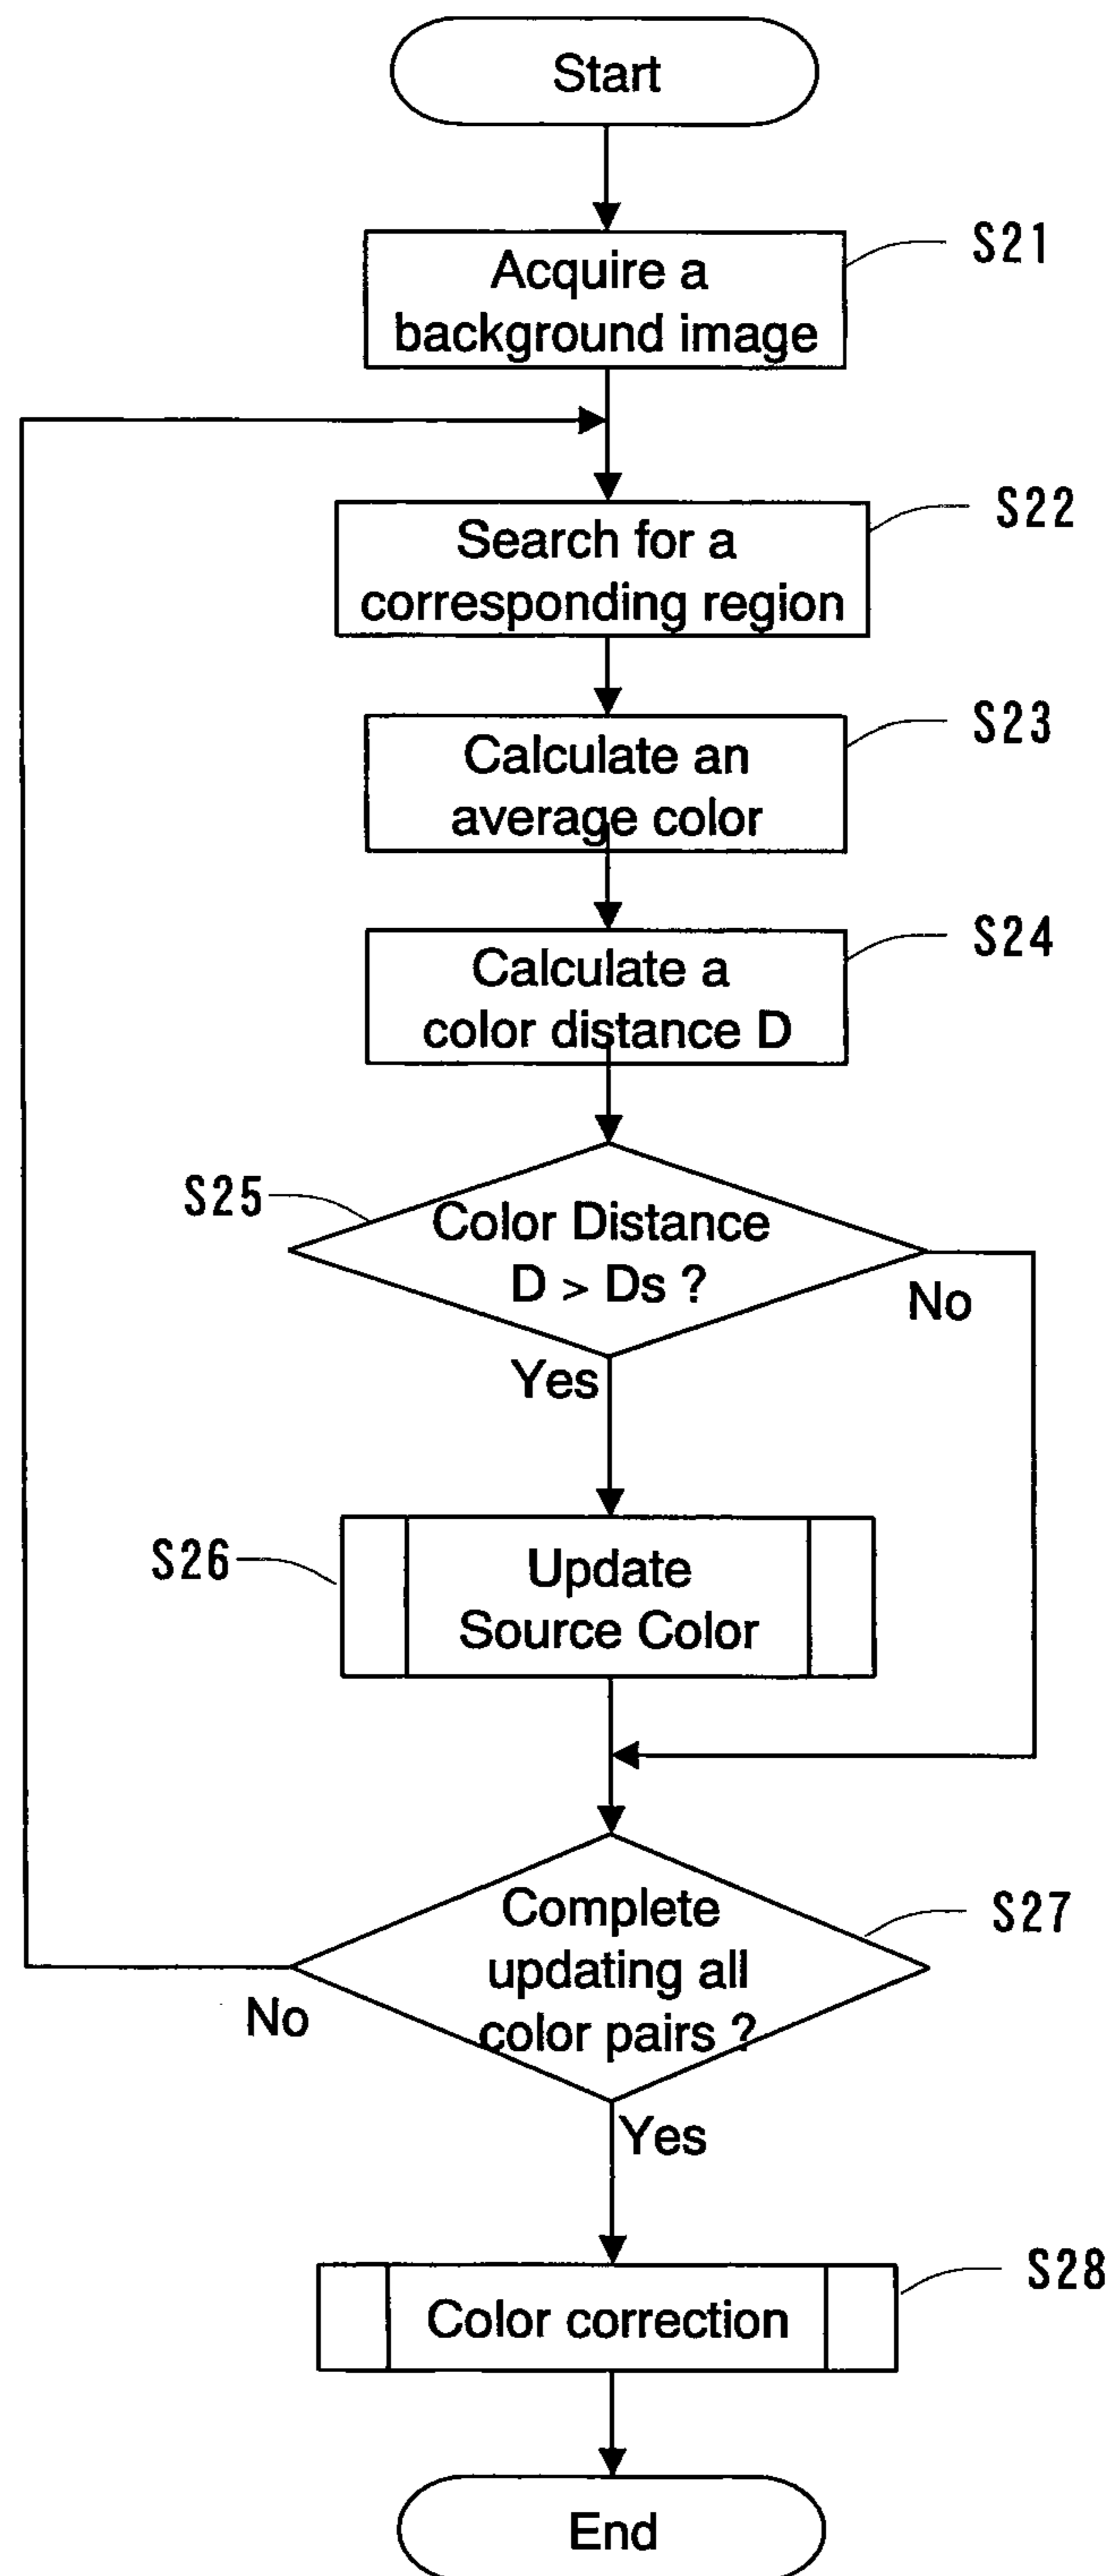 Start
S21
Acquire a
background image
S22
Search for a
corresponding region
S23
Calculate an
average color
S24
Calculate a
color distance D
S25
Color Distance
D > Ds ?
No
Yes
S26
Update
Source Color
S27
Complete
updating all
color pairs ?
No
Yes
S28
Color correction
End